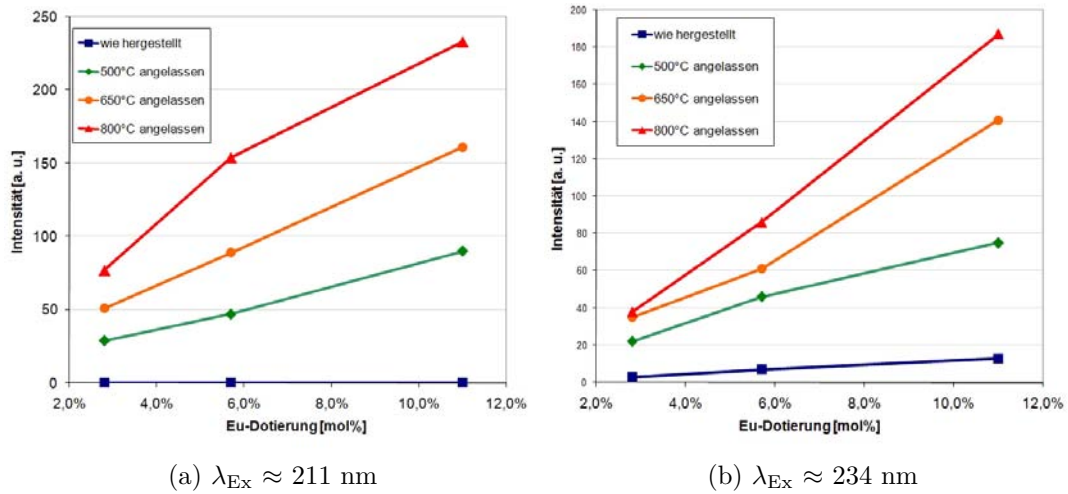 250
200
150
100
50
0
Intensität [a. u.]
wie hergestellt
500°C angelassen
650°C angelassen
800°C angelassen
2,0% 4,0% 6,0% 8,0% 10,0% 12,0%
Eu-Dotierung [mol%]
(a) λEx ≈ 211 nm
200
180
160
140
120
100
80
60
40
20
0
Intensität [a. u.]
wie hergestellt
500°C angelassen
650°C angelassen
800°C angelassen
2,0% 4,0% 6,0% 8,0% 10,0% 12,0%
Eu-Dotierung [mol%]
(b) λEx ≈ 234 nm